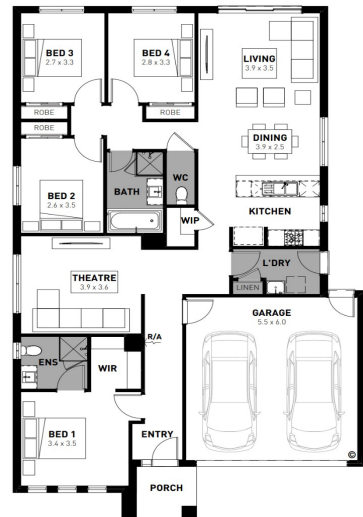 BED 3
2.7 x 3.3
BED 4
2.8 x 3.3
LIVING
3.9 x 3.5
ROBE
ROBE
ROBE
DINING
3.9 x 2.5
BATH
WC
BED 2
2.6 x 3.5
WIP
KITCHEN
L'DRY
LINEN
THEATRE
3.9 x 3.6
GARAGE
5.5 x 6.0
R/A
ENS
WIR
BED 1
3.4 x 3.5
ENTRY
©
PORCH